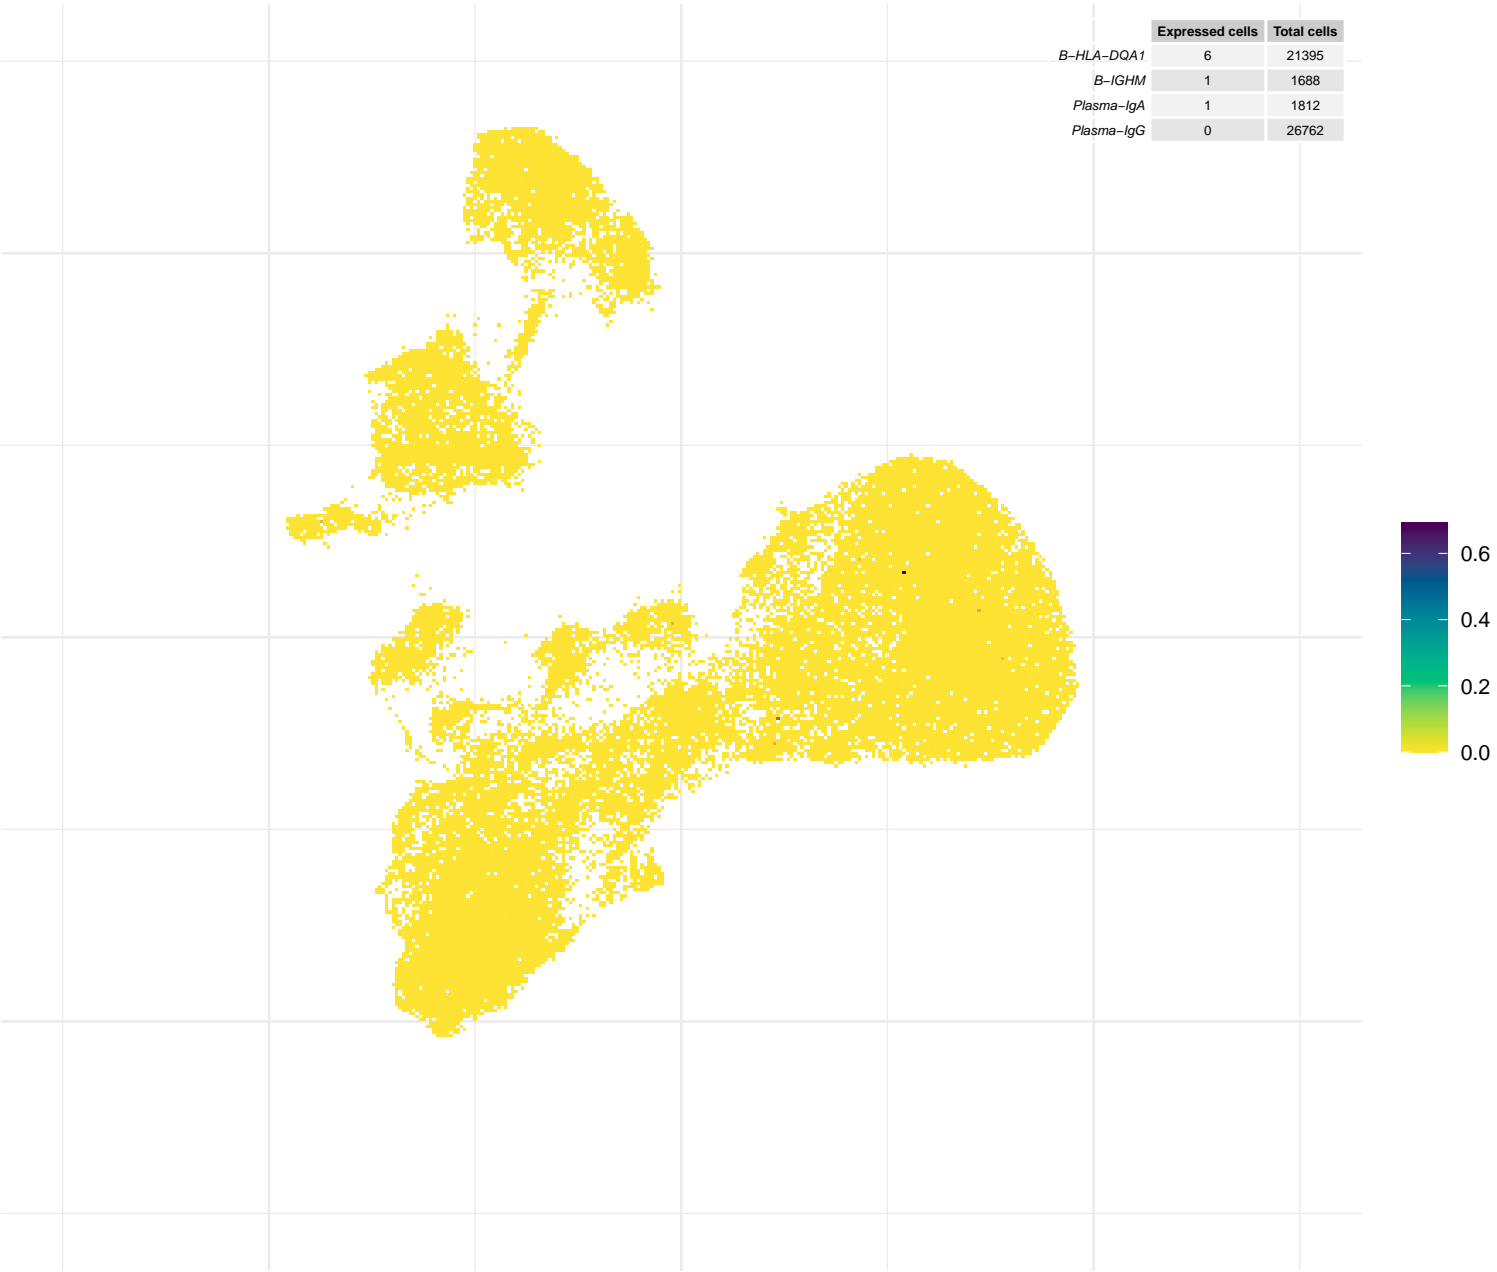 Expressed cells Total cells
B−HLA−DQA1 6 21395
B−IGHM 1 1688
Plasma−IgA 1 1812
Plasma−IgG 0 26762
0.6
0.4
0.2
0.0